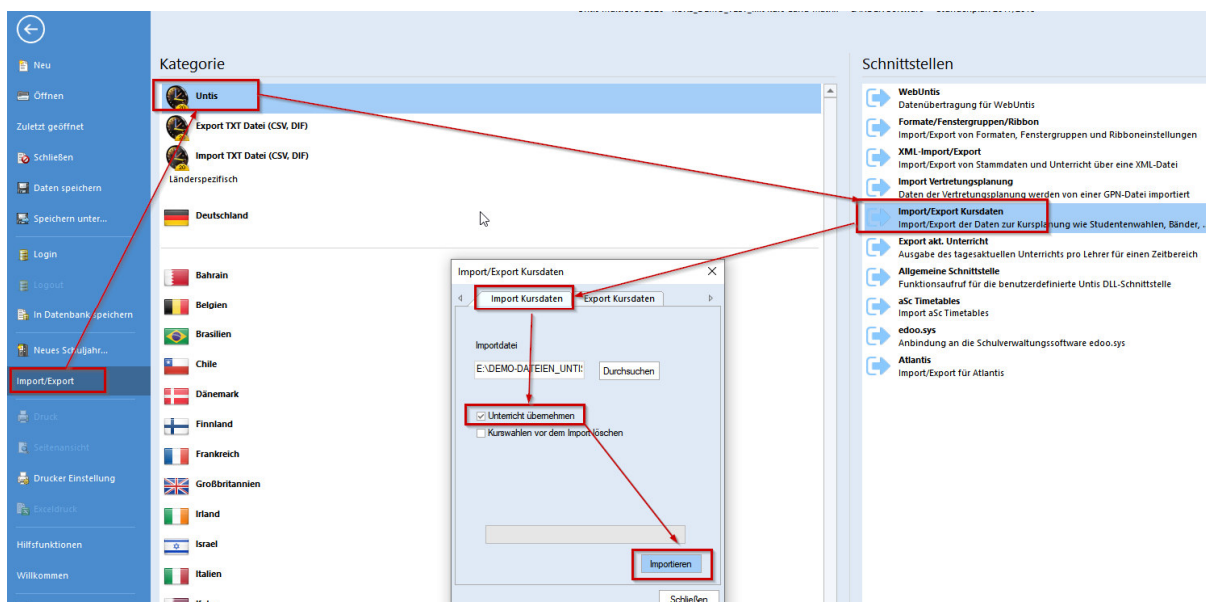 Neu
Öffnen
Zuletzt geöffnet
Schließen
Daten speichern
Speichern unter...
Login
Logout
In Datenbank speichern
Neues Schuljahr...
Import/Export
Druck
Seitenansicht
Drucker Einstellung
Exceldruck
Hilfsfunktionen
Willkommen
Kategorie
Untis
Export TXT Datei (CSV, DIF)
Import TXT Datei (CSV, DIF)
Länderspezifisch
Deutschland
Bahrain
Belgien
Brasilien
Chile
Dänemark
Finnland
Frankreich
Großbritannien
Irland
Israel
Italien
Import/Export Kursdaten
Import Kursdaten
Export Kursdaten
Importdatei
E:\DEMO-DATEIEN_UNTIS
Durchsuchen
Unterricht übernehmen
Kurswahlen vor dem Import löschen
Importieren
Schließen
Schnittstellen
WebUntis
Datenübertragung für WebUntis
Formate/Fenstergruppen/Ribbon
Import/Export von Formaten, Fenstergruppen und Ribboneinstellungen
XML-Import/Export
Import/Export von Stammdaten und Unterricht über eine XML-Datei
Import Vertretungsplanung
Daten der Vertretungsplanung werden von einer GPN-Datei importiert
Import/Export Kursdaten
Import/Export der Daten zur Kursplanung wie Studentenwahlen, Bänder, ..
Export akt. Unterricht
Ausgabe des tagesaktuellen Unterrichts pro Lehrer für einen Zeitbereich
Allgemeine Schnittstelle
Funktionsaufruf für die benutzerdefinierte Untis DLL-Schnittstelle
aSc Timetables
Import aSc Timetables
edoo.sys
Anbindung an die Schulverwaltungssoftware edoo.sys
Atlantis
Import/Export für Atlantis